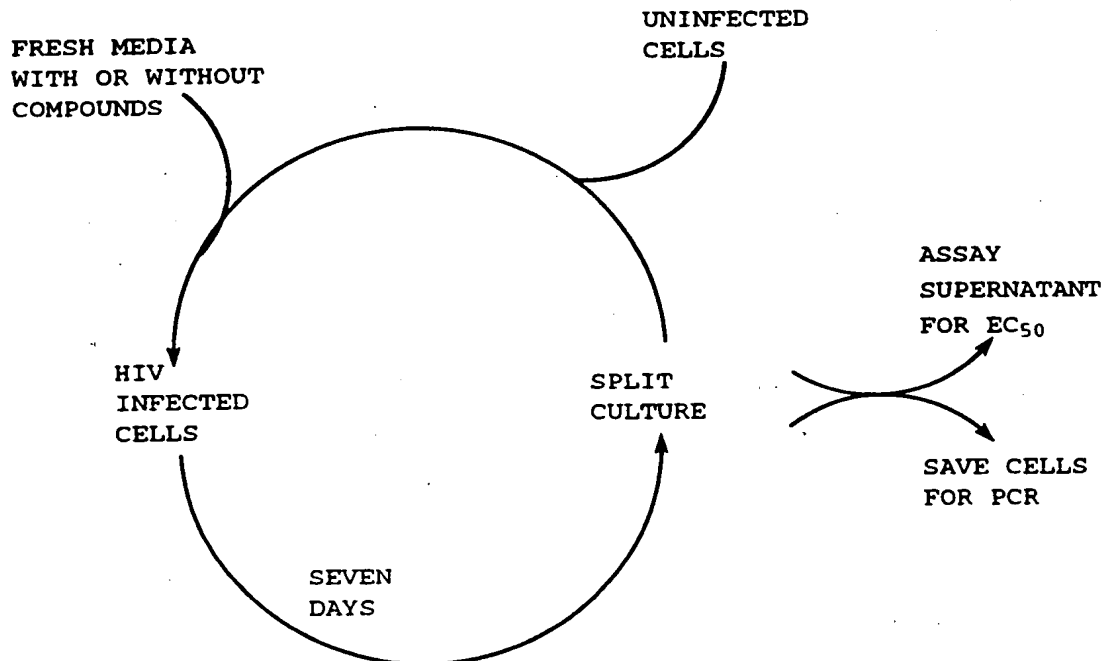 FRESH MEDIA
WITH OR WITHOUT
COMPOUNDS
UNINFECTED
CELLS
HIV
INFECTED
CELLS
SPLIT
CULTURE
ASSAY
SUPERNATANT
FOR EC50
SAVE CELLS
FOR PCR
SEVEN
DAYS